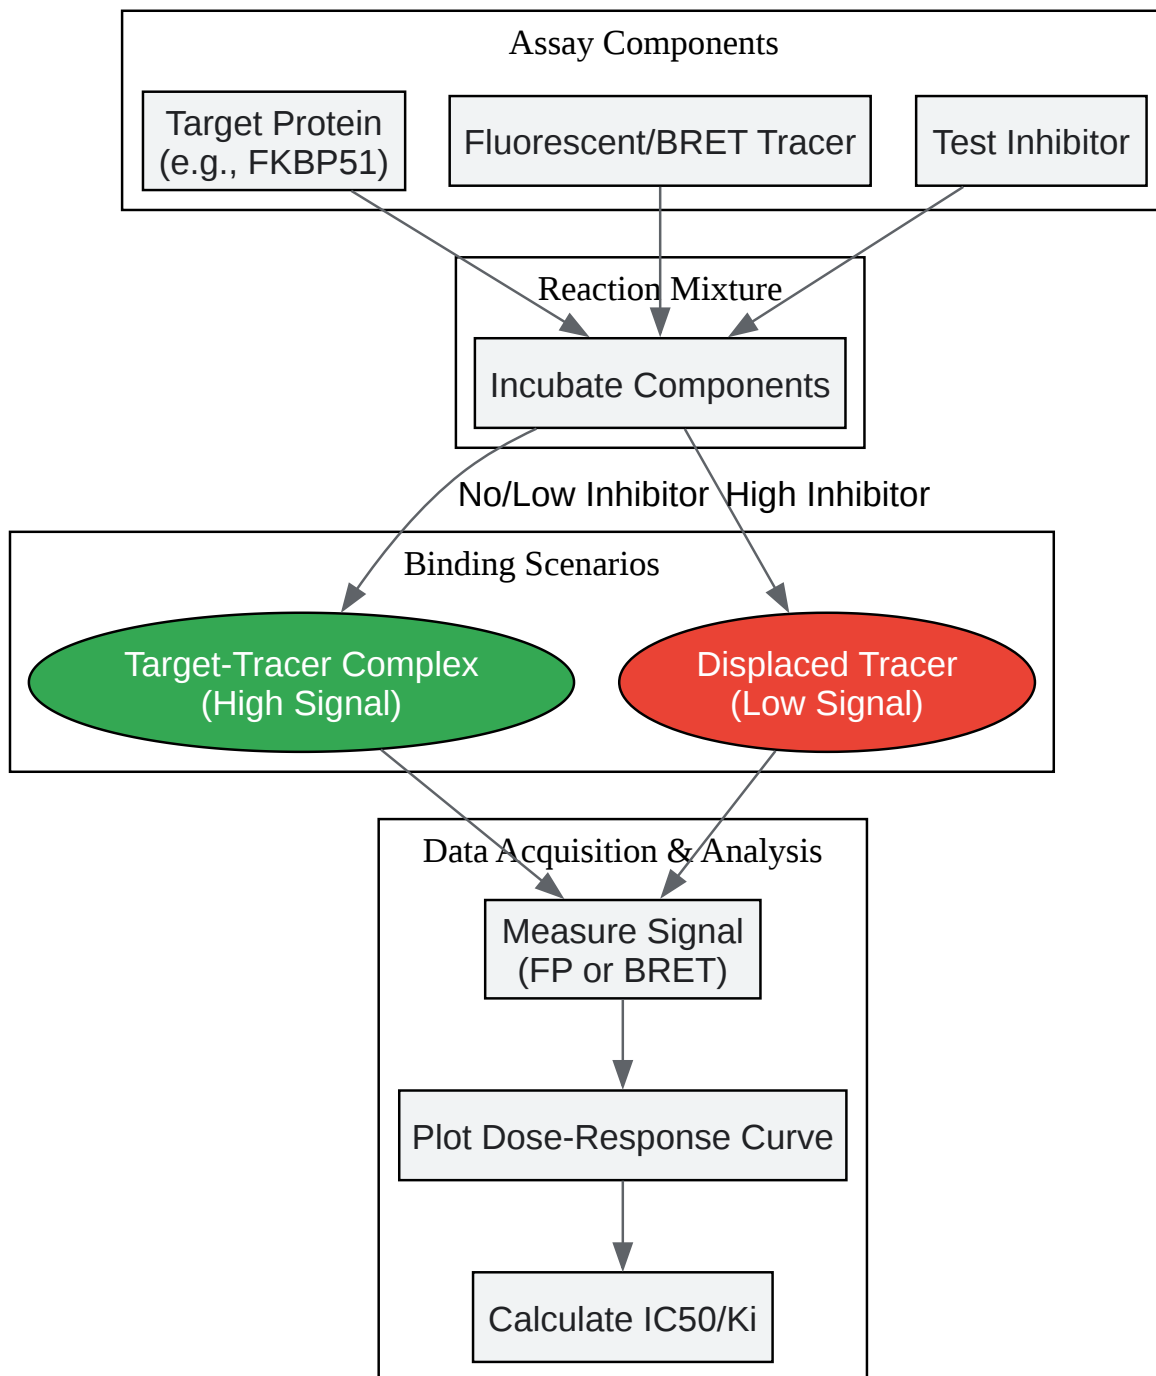 Assay Components
Target Protein
(e.g., FKBP51)
Fluorescent/BRET Tracer
Test Inhibitor
Reaction Mixture
Incubate Components
No/Low Inhibitor
High Inhibitor
Binding Scenarios
Target-Tracer Complex
(High Signal)
Displaced Tracer
(Low Signal)
Data Acquisition & Analysis
Measure Signal
(FP or BRET)
Plot Dose-Response Curve
Calculate IC50/Ki